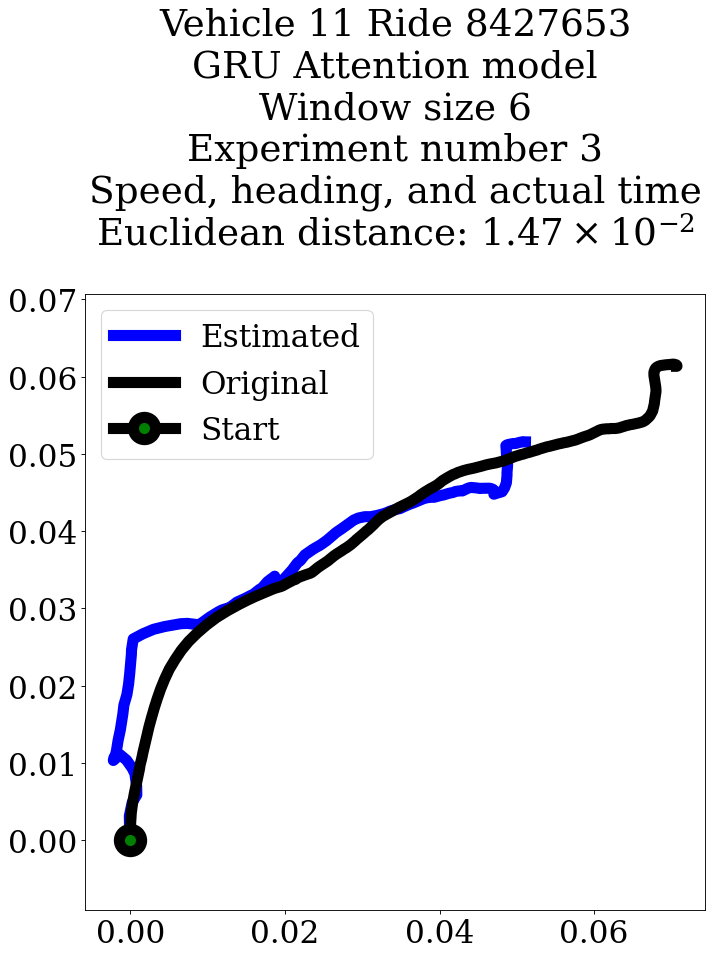 Vehicle 11 Ride 8427653
GRU Attention model
Window size 6
Experiment number 3
Speed, heading, and actual time
Euclidean distance: 1.47 × 10⁻²
0.07
0.06
0.05
0.04
0.03
0.02
0.01
0.00
Estimated
Original
Start
0.00 0.02 0.04 0.06